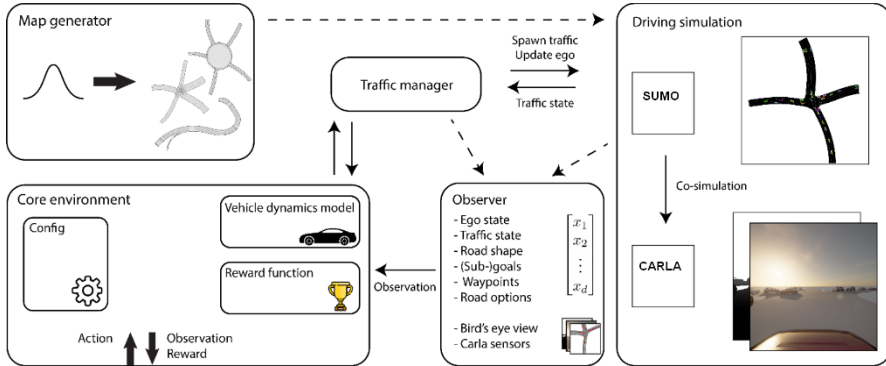 Map generator
Spawn traffic
Update ego
Traffic manager
Traffic state
Driving simulation
SUMO
Co-simulation
CARLA
Core environment
Config
Vehicle dynamics model
Reward function
Action
Observation
Reward
Observation
Observer
- Ego state
- Traffic state
- Road shape
- (Sub-)goals
- Waypoints
- Road options
- Bird's eye view
- Carla sensors
x₁
x₂
⋮
x_d